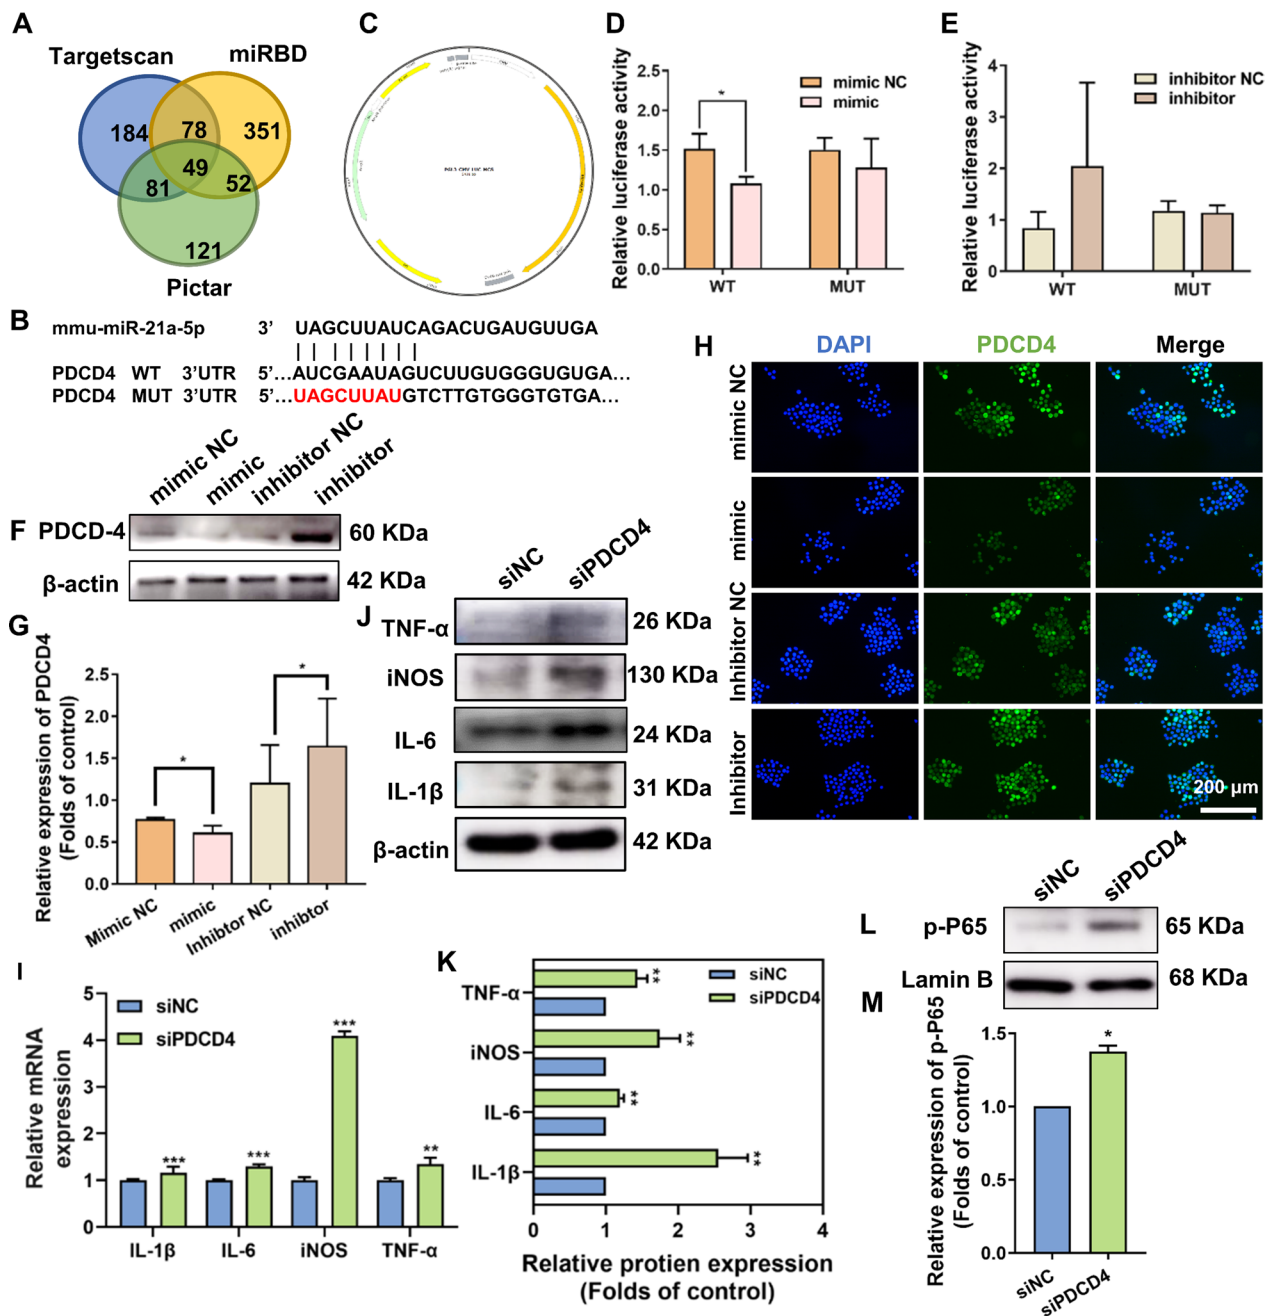 A
Targetscan
miRBD
184
78
351
49
81
52
121
Pictar
C
PGL3 CMV LUC MCS
D
Relative luciferase activity
2.5
2.0
1.5
1.0
0.5
0.0
mimic NC
mimic
*
WT
MUT
E
Relative luciferase activity
4
3
2
1
0
inhibitor NC
inhibitor
WT
MUT
B
mmu-miR-21a-5p 3’ UAGCUUAUCAGACUGAUGUUGA
PDCD4 WT 3’UTR 5’...AUCGAAUAGUCUUGUGGGUGUGA...
PDCD4 MUT 3’UTR 5’...UAGCUUAUGTCTTGTGGGTGTGA...
F
mimic NC
mimic
inhibitor NC
inhibitor
PDCD-4
60 KDa
β-actin
42 KDa
H
DAPI
PDCD4
Merge
mimic NC
mimic
Inhibitor NC
Inhibitor
200 μm
G
Relative expression of PDCD4
(Folds of control)
2.5
2.0
1.5
1.0
0.5
0.0
*
*
Mimic NC
mimic
Inhibtor NC
inhibtor
J
siNC
siPDCD4
TNF-α
26 KDa
iNOS
130 KDa
IL-6
24 KDa
IL-1β
31 KDa
β-actin
42 KDa
I
Relative mRNA
expression
5
4
3
2
1
0
siNC
siPDCD4
***
***
***
**
IL-1β
IL-6
iNOS
TNF-α
K
siNC
siPDCD4
TNF-α
**
iNOS
**
IL-6
**
IL-1β
**
0
1
2
3
4
Relative protien expression
(Folds of control)
L
siNC
siPDCD4
p-P65
65 KDa
Lamin B
68 KDa
M
Relative expression of p-P65
(Folds of control)
1.5
1.0
0.5
0.0
*
siNC
siPDCD4